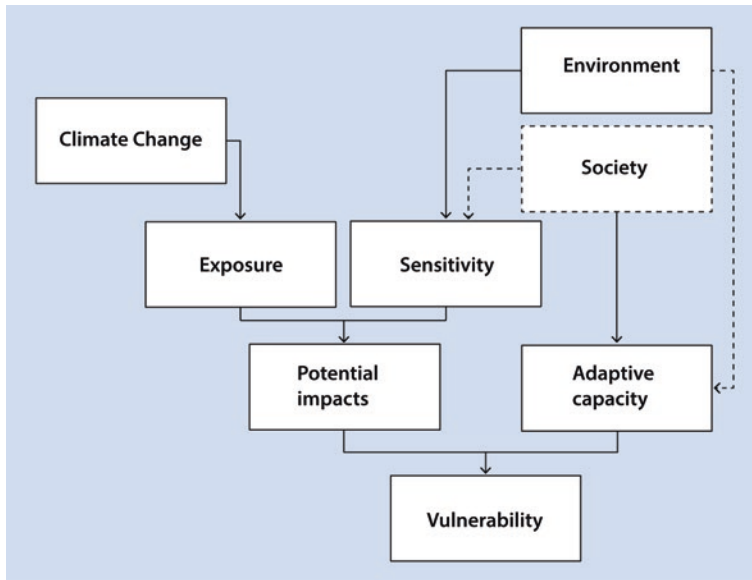 Environment
Climate Change
Society
Exposure
Sensitivity
Potential
impacts
Adaptive
capacity
Vulnerability